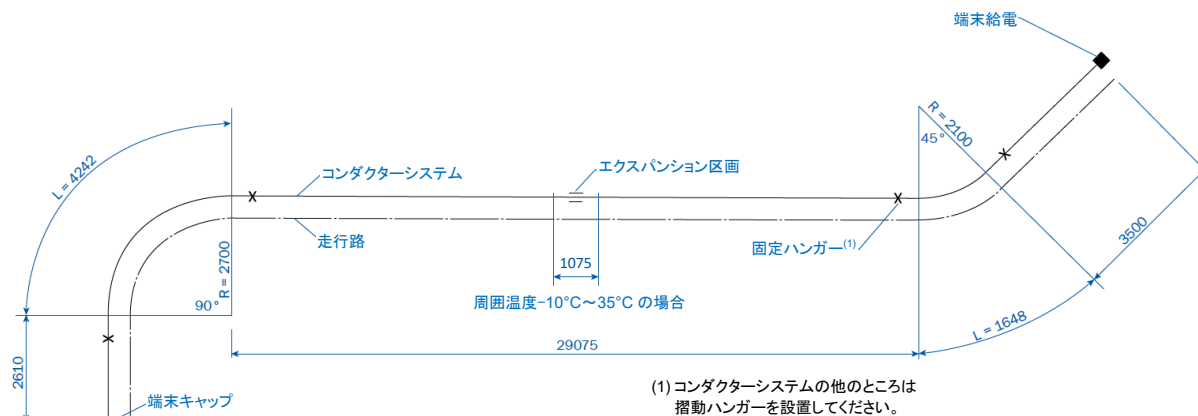 端末給電
L = 4242
コンダクターシステム
エクスパンション区画
R = 2100
45°
走行路
固定ハンガー(1)
3500
R = 2700
90°
1075
周囲温度-10°C～35°C の場合
L = 1648
29075
2610
端末キャップ
(1) コンダクターシステムの他のところは
摺動ハンガーを設置してください。